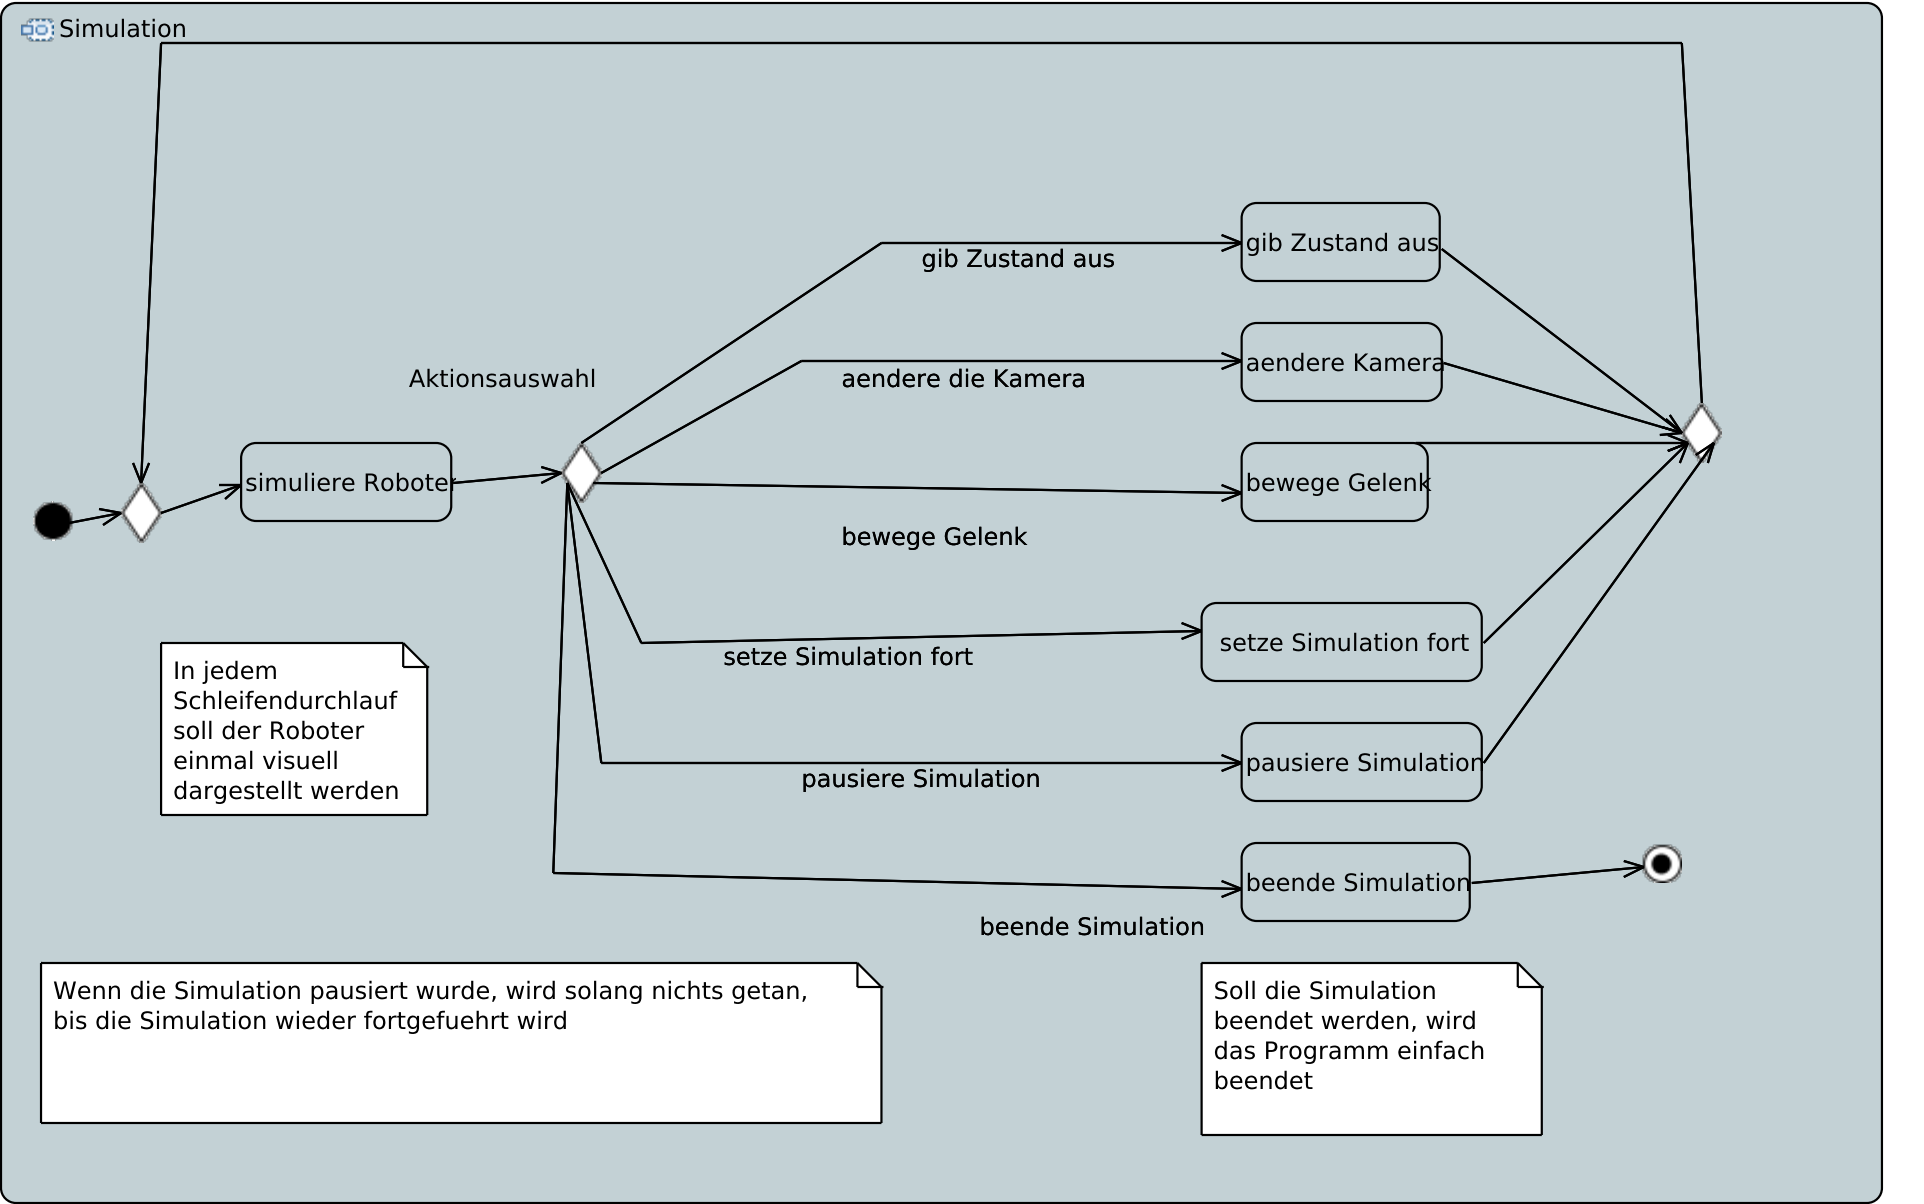 Simulation
gib Zustand aus
gib Zustand aus
aendere Kamera
Aktionsauswahl
aendere die Kamera
simuliere Roboter
bewege Gelenk
bewege Gelenk
setze Simulation fort
setze Simulation fort
In jedem
Schleifendurchlauf
soll der Roboter
einmal visuell
dargestellt werden
pausiere Simulation
pausiere Simulation
beende Simulation
beende Simulation
Wenn die Simulation pausiert wurde, wird solang nichts getan,
bis die Simulation wieder fortgefuehrt wird
Soll die Simulation
beendet werden, wird
das Programm einfach
beendet